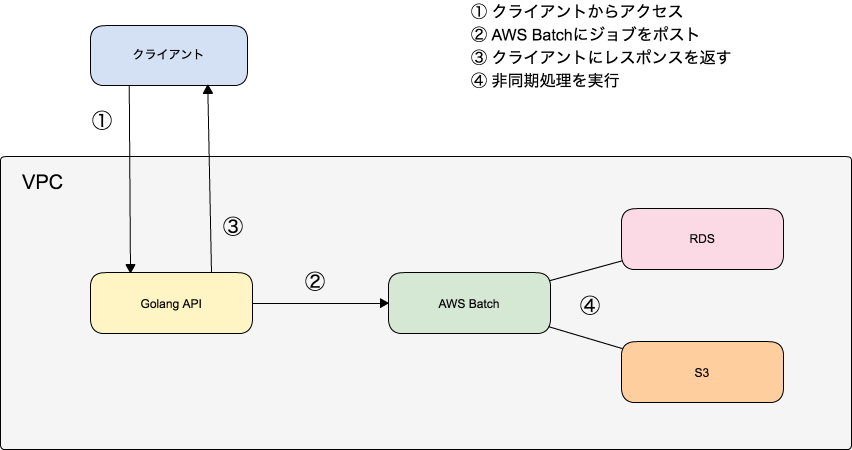 ① クライアントからアクセス
② AWS Batchにジョブをポスト
③ クライアントにレスポンスを返す
④ 非同期処理を実行
クライアント
①
VPC
③
RDS
Golang API
②
AWS Batch
④
S3